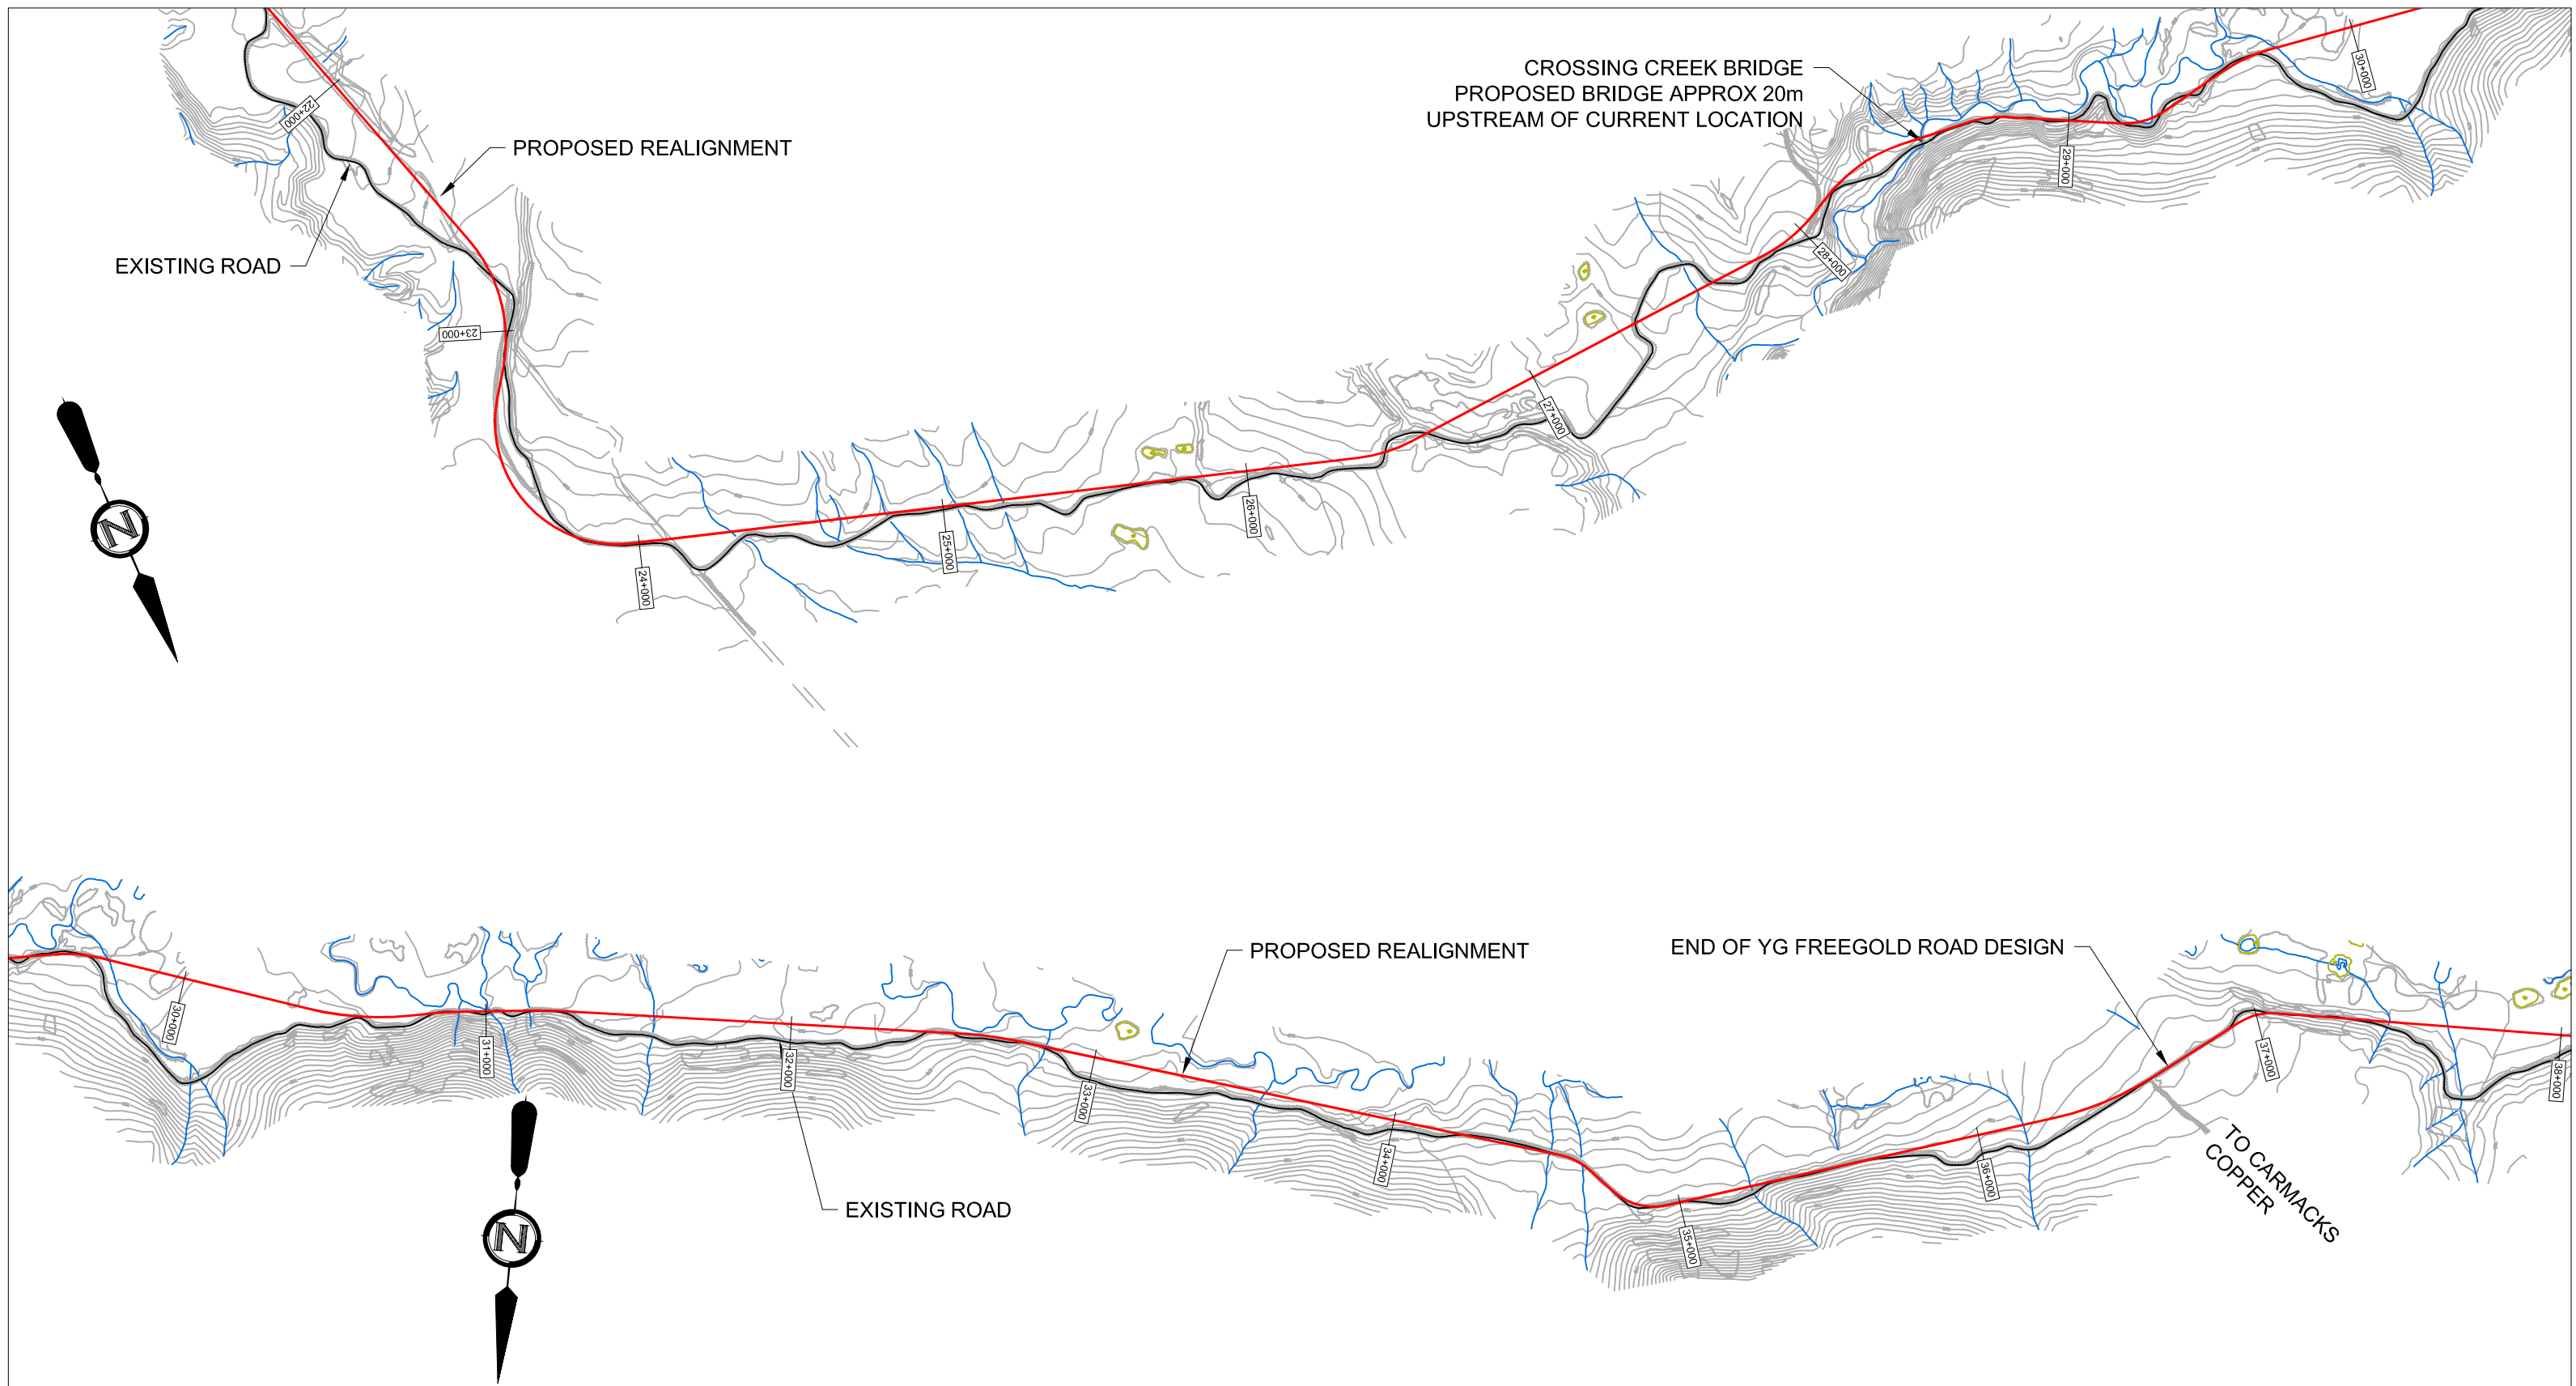 CROSSING CREEK BRIDGE
PROPOSED BRIDGE APPROX 20m
UPSTREAM OF CURRENT LOCATION
30+000
22+000
PROPOSED REALIGNMENT
29+000
EXISTING ROAD
28+000
23+000
27+000
26+000
25+000
24+000
N
PROPOSED REALIGNMENT
END OF YG FREEGOLD ROAD DESIGN
30+000
31+000
32+000
33+000
34+000
35+000
36+000
37+000
38+000
TO CARMACKS
COPPER
EXISTING ROAD
N